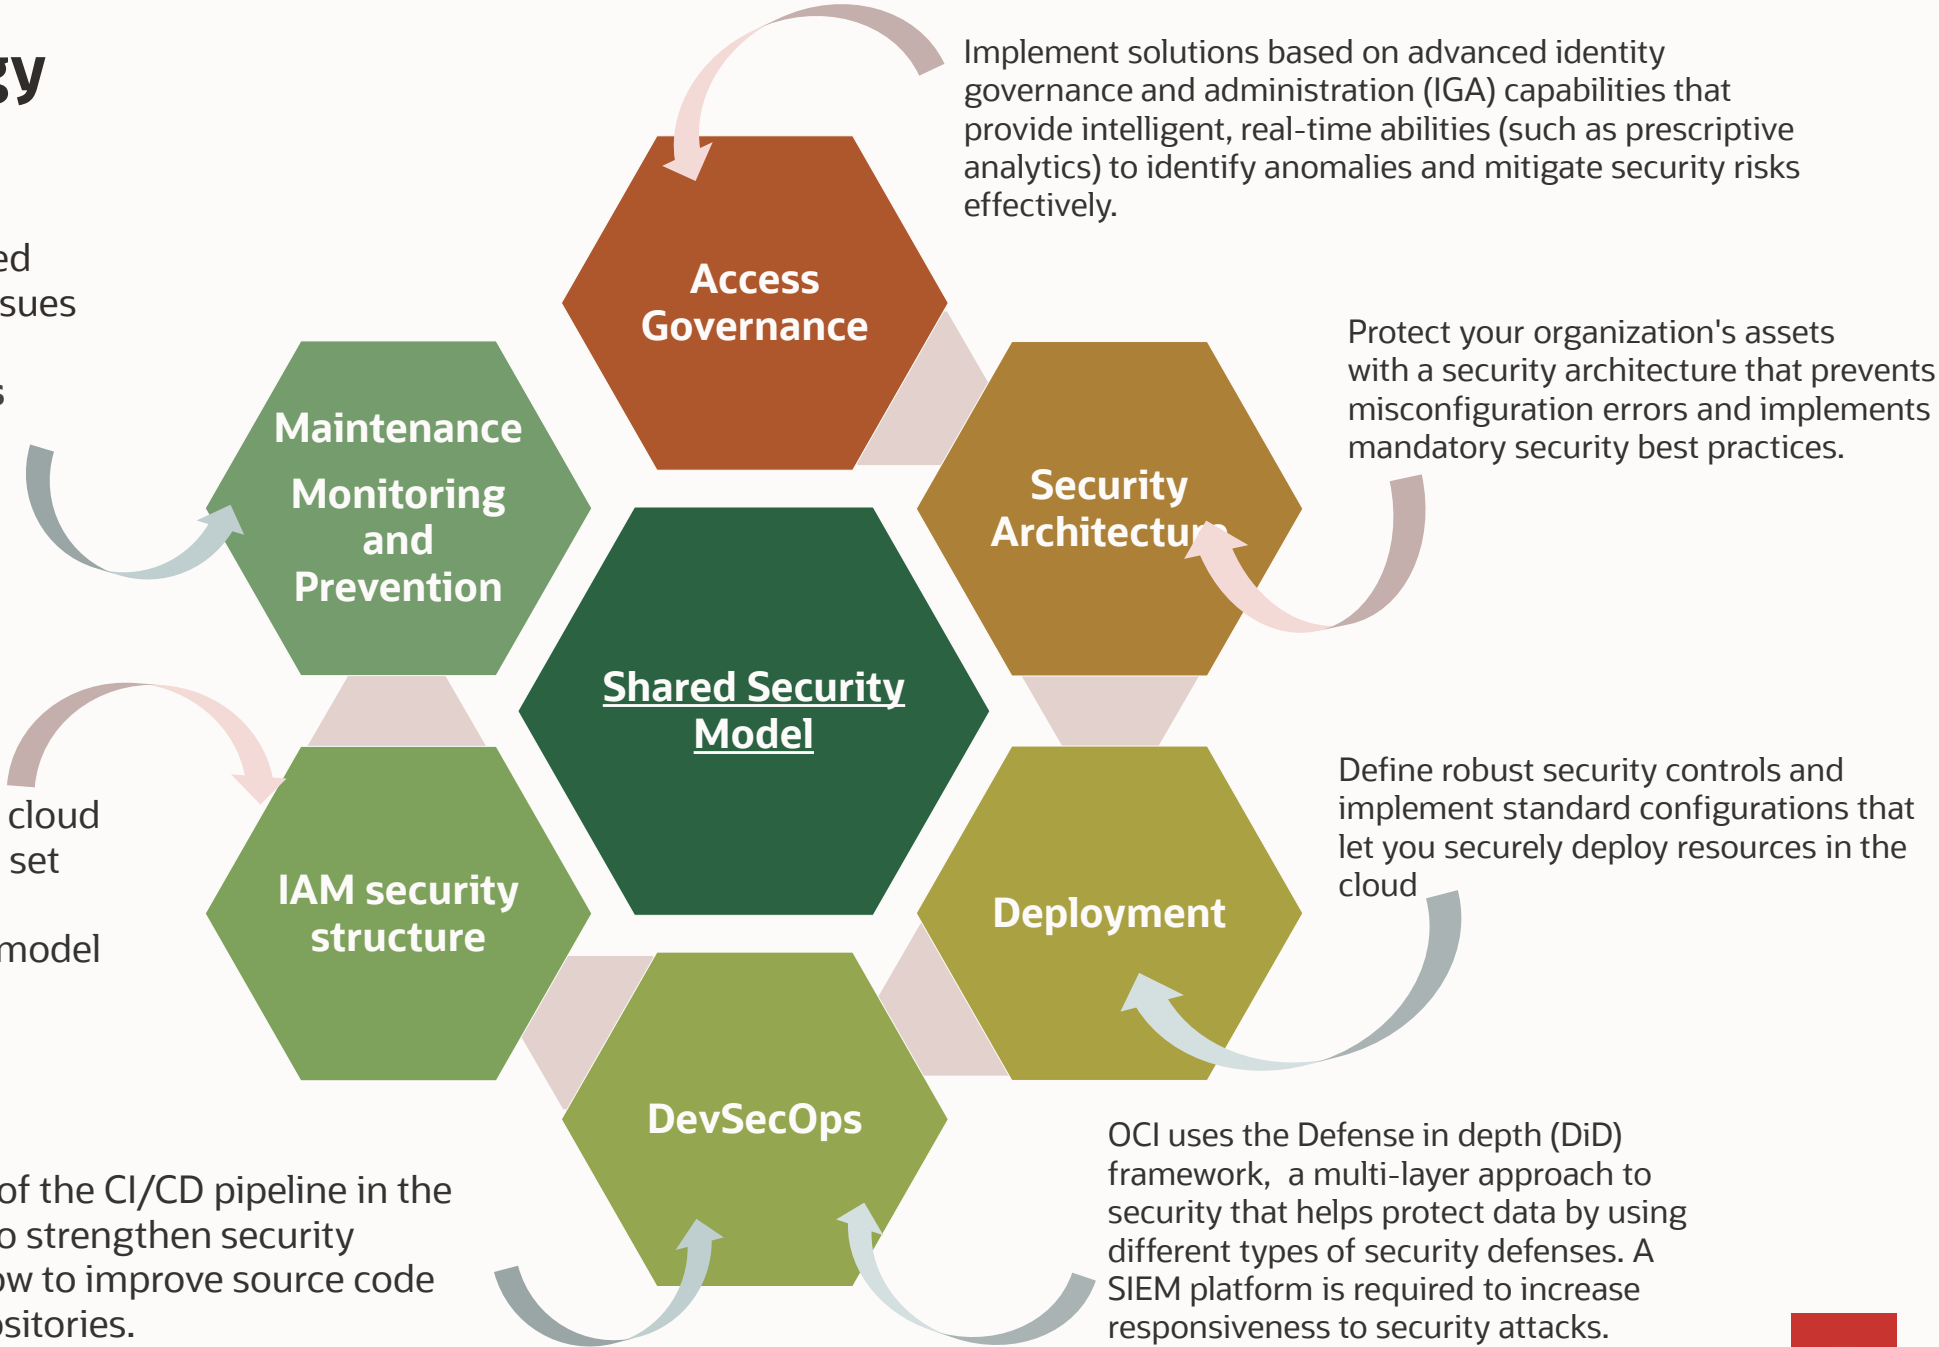 gy
Implement solutions based on advanced identity
governance and administration (IGA) capabilities that
provide intelligent, real-time abilities (such as prescriptive
analytics) to identify anomalies and mitigate security risks
effectively.
ed
sues
s
Access
Governance
Protect your organization's assets
with a security architecture that prevents
misconfiguration errors and implements
mandatory security best practices.
Maintenance
Monitoring
and
Prevention
Security
Architecture
Shared Security
Model
cloud
set
model
IAM security
structure
Define robust security controls and
implement standard configurations that
let you securely deploy resources in the
cloud
Deployment
DevSecOps
of the CI/CD pipeline in the
o strengthen security
ow to improve source code
ositories.
OCI uses the Defense in depth (DiD)
framework,  a multi-layer approach to
security that helps protect data by using
different types of security defenses. A
SIEM platform is required to increase
responsiveness to security attacks.